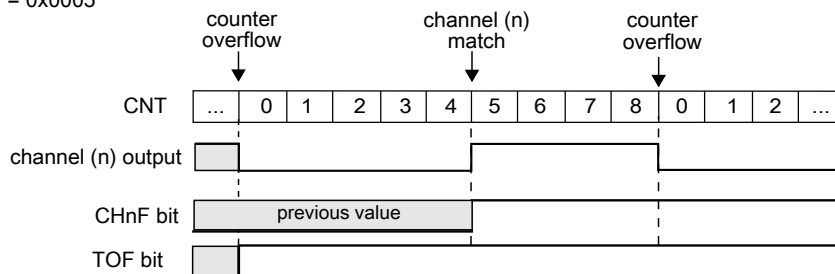 = 0x0005
counter overflow
channel (n) match
counter overflow
CNT ... 0 1 2 3 4 5 6 7 8 0 1 2 ...
channel (n) output
CHnF bit previous value
TOF bit